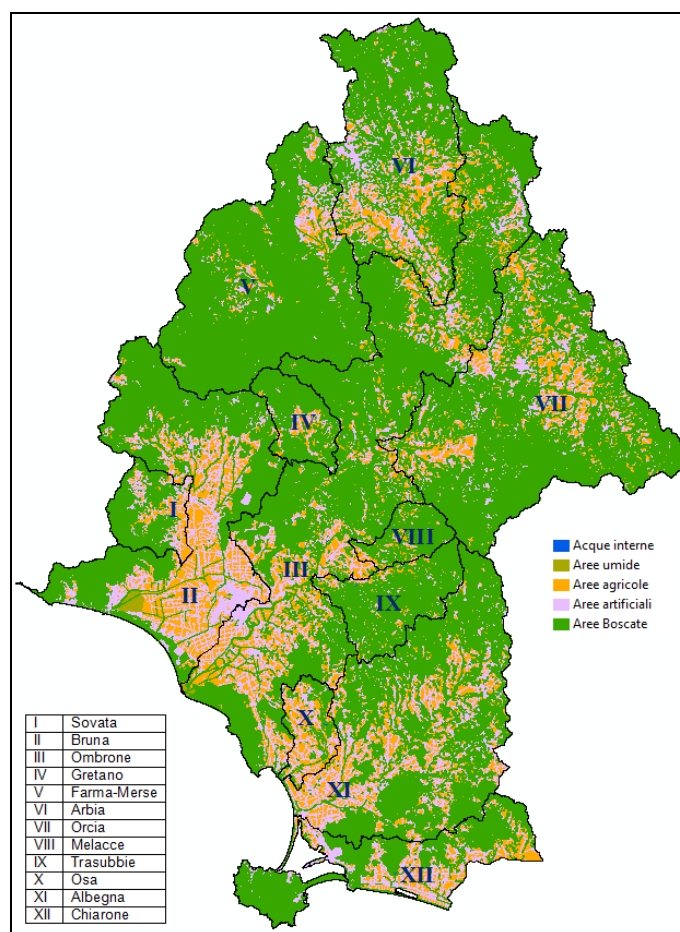 VI
V
VII
IV
I
VIII
III
II
IX
X
XI
XII
Acque interne
Aree umide
Aree agricole
Aree artificiali
Aree Boscate
I Sovata
II Bruna
III Ombrone
IV Gretano
V Farma-Merse
VI Arbia
VII Orcia
VIII Melacce
IX Trasubbie
X Osa
XI Albegna
XII Chiarone